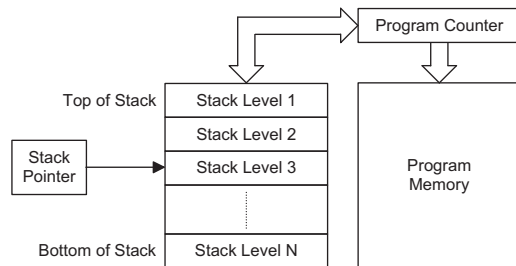 Program Counter
Top of Stack
Stack Level 1
Stack Level 2
Stack
Pointer
Stack Level 3
Program
Memory
Bottom of Stack
Stack Level N